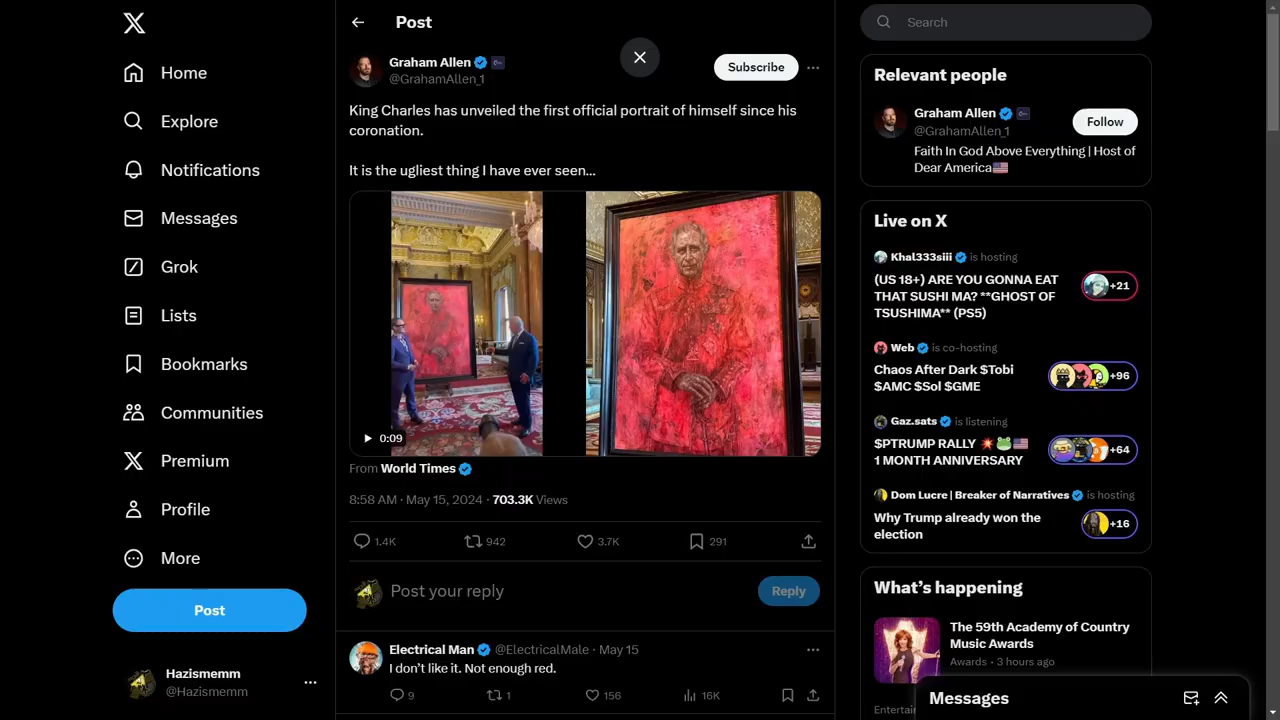 Home
Explore
Notifications
Messages
Grok
Lists
Bookmarks
Communities
Premium
Profile
More
Post
Hazismemm
@Hazismemm
Post
Graham Allen
@GrahamAllen_1
Subscribe
King Charles has unveiled the first official portrait of himself since his
coronation.
It is the ugliest thing I have ever seen...
0:09
From World Times
8:58 AM · May 15, 2024 · 703.3K Views
1.4K 942 3.7K 291
Post your reply
Reply
Electrical Man @ElectricalMale · May 15
I don't like it. Not enough red.
9 1 156 16K
Search
Relevant people
Graham Allen
@GrahamAllen_1
Follow
Faith In God Above Everything | Host of
Dear America🇺🇸
Live on X
Khal333siii is hosting
(US 18+) ARE YOU GONNA EAT
THAT SUSHI MA? **GHOST OF
TSUSHIMA** (PS5)
+21
Web is co-hosting
Chaos After Dark $Tobi
$AMC $Sol $GME
+96
Gaz.sats is listening
$PTRUMP RALLY 💥🐸🇺🇸
1 MONTH ANNIVERSARY
+64
Dom Lucre | Breaker of Narratives is hosting
Why Trump already won the
election
+16
What's happening
The 59th Academy of Country
Music Awards
Awards · 3 hours ago
Entertai
Messages